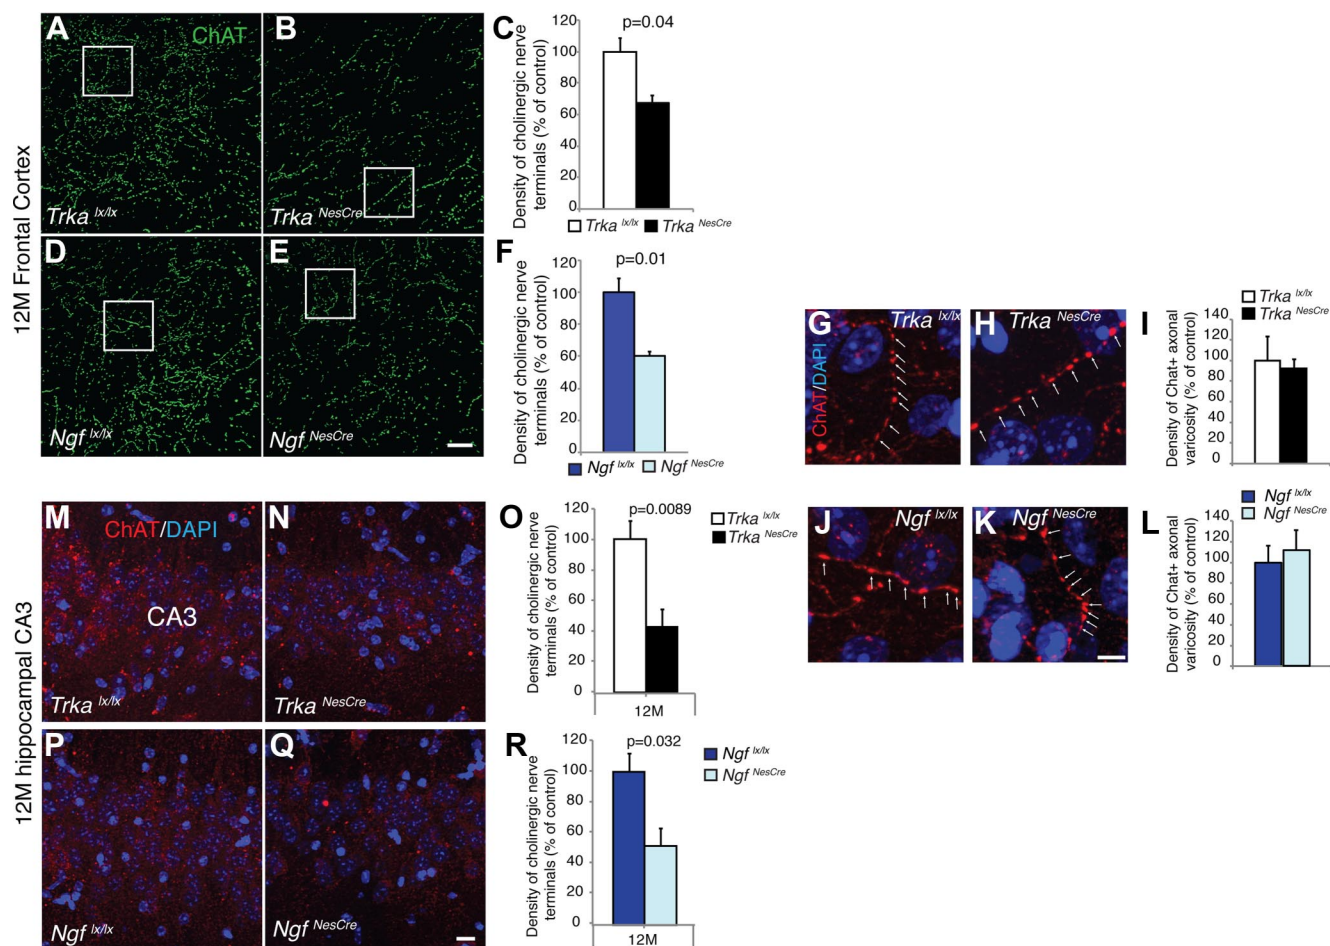 12M Frontal Cortex
A
ChAT
Trka lx/lx
B
Trka NesCre
C
Density of cholinergic nerve
terminals (% of control)
120
100
80
60
40
20
0
p=0.04
Trka lx/lx
Trka NesCre
D
Ngf lx/lx
E
Ngf NesCre
F
Density of cholinergic nerve
terminals (% of control)
120
100
80
60
40
20
0
p=0.01
Ngf lx/lx
Ngf NesCre
G
Trka lx/lx
ChAT/DAPI
H
Trka NesCre
I
Trka lx/lx
Trka NesCre
Density of Chat+ axonal
varicosity (% of control)
140
120
100
80
60
40
20
0
J
Ngf lx/lx
K
Ngf NesCre
L
Ngf lx/lx
Ngf NesCre
Density of Chat+ axonal
varicosity (% of control)
140
120
100
80
60
40
20
0
12M hippocampal CA3
M
ChAT/DAPI
CA3
Trka lx/lx
N
Trka NesCre
O
Density of cholinergic nerve
terminals (% of control)
120
100
80
60
40
20
0
p=0.0089
12M
Trka lx/lx
Trka NesCre
P
Ngf lx/lx
Q
Ngf NesCre
R
Density of cholinergic nerve
terminals (% of control)
120
100
80
60
40
20
0
p=0.032
12M
Ngf lx/lx
Ngf NesCre